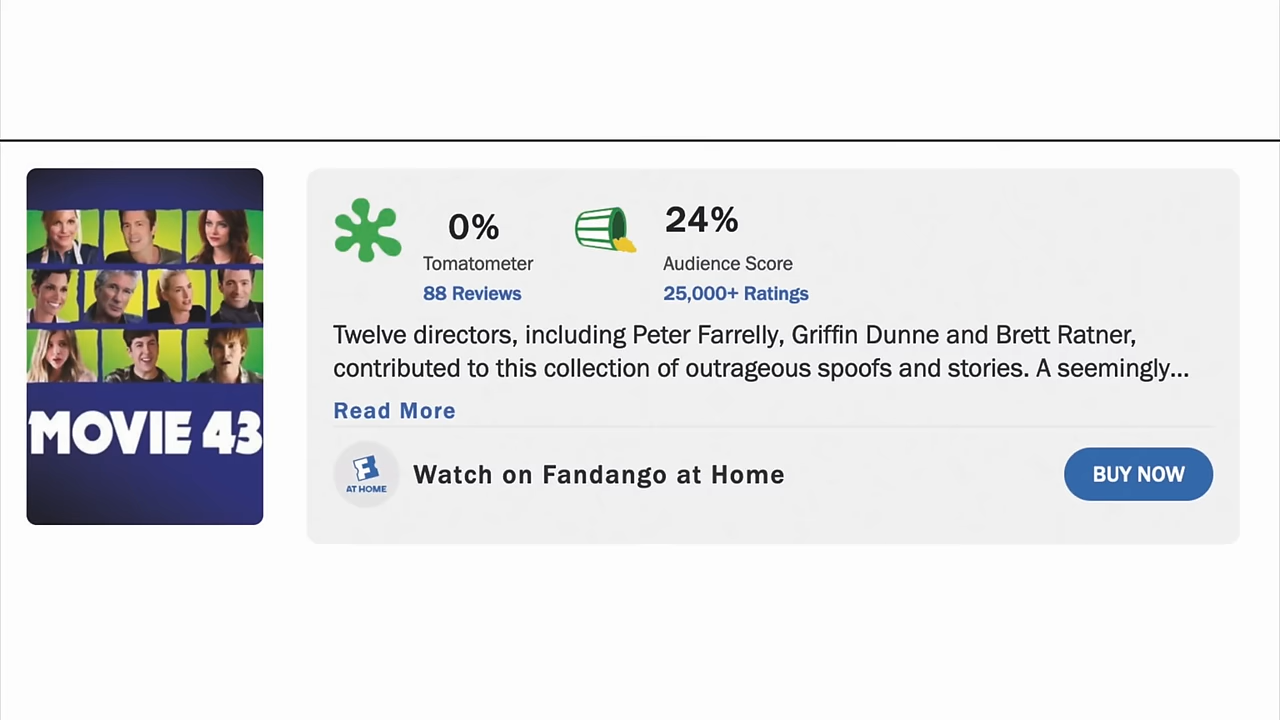 MOVIE 43
0%
Tomatometer
88 Reviews
24%
Audience Score
25,000+ Ratings
Twelve directors, including Peter Farrelly, Griffin Dunne and Brett Ratner,
contributed to this collection of outrageous spoofs and stories. A seemingly...
Read More
F
AT HOME
Watch on Fandango at Home
BUY NOW